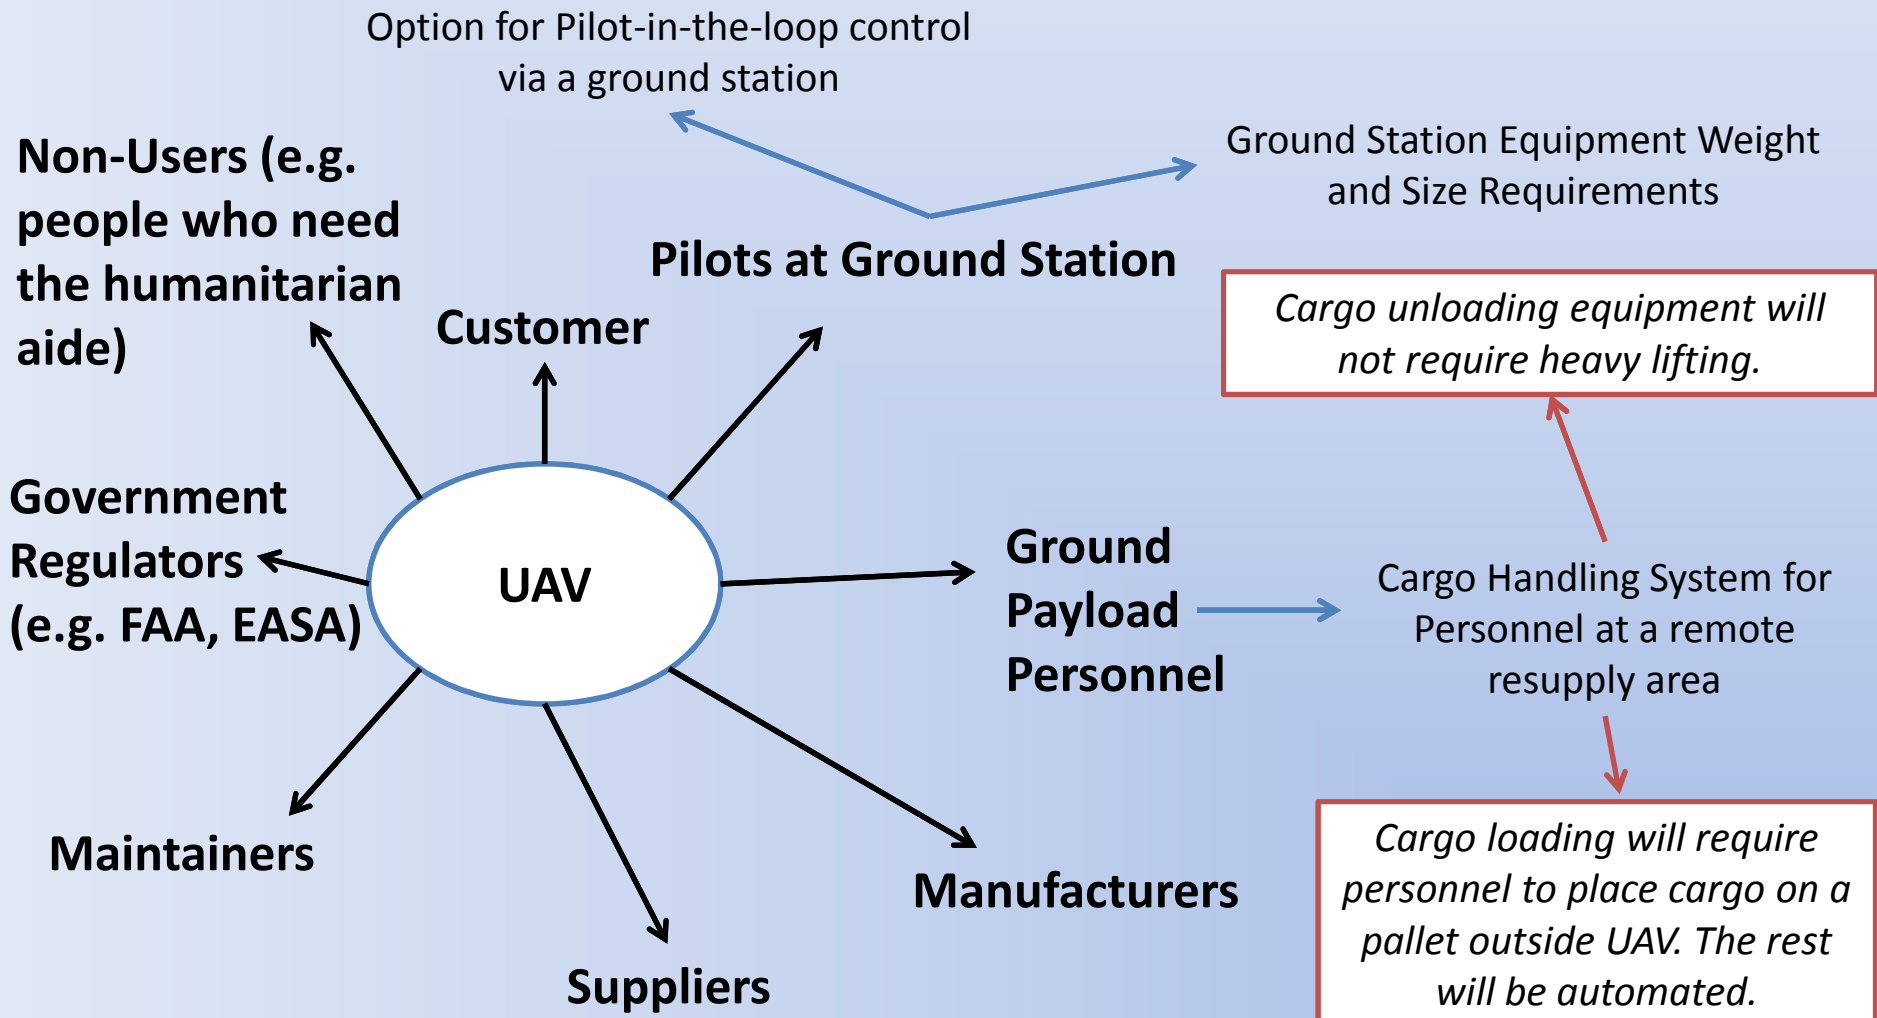 Option for Pilot-in-the-loop control
via a ground station
Non-Users (e.g.
people who need
the humanitarian
aide)
Ground Station Equipment Weight
and Size Requirements
Pilots at Ground Station
Customer
Cargo unloading equipment will
not require heavy lifting.
Government
Regulators
(e.g. FAA, EASA)
UAV
Ground
Payload
Personnel
Cargo Handling System for
Personnel at a remote
resupply area
Maintainers
Manufacturers
Suppliers
Cargo loading will require
personnel to place cargo on a
pallet outside UAV. The rest
will be automated.